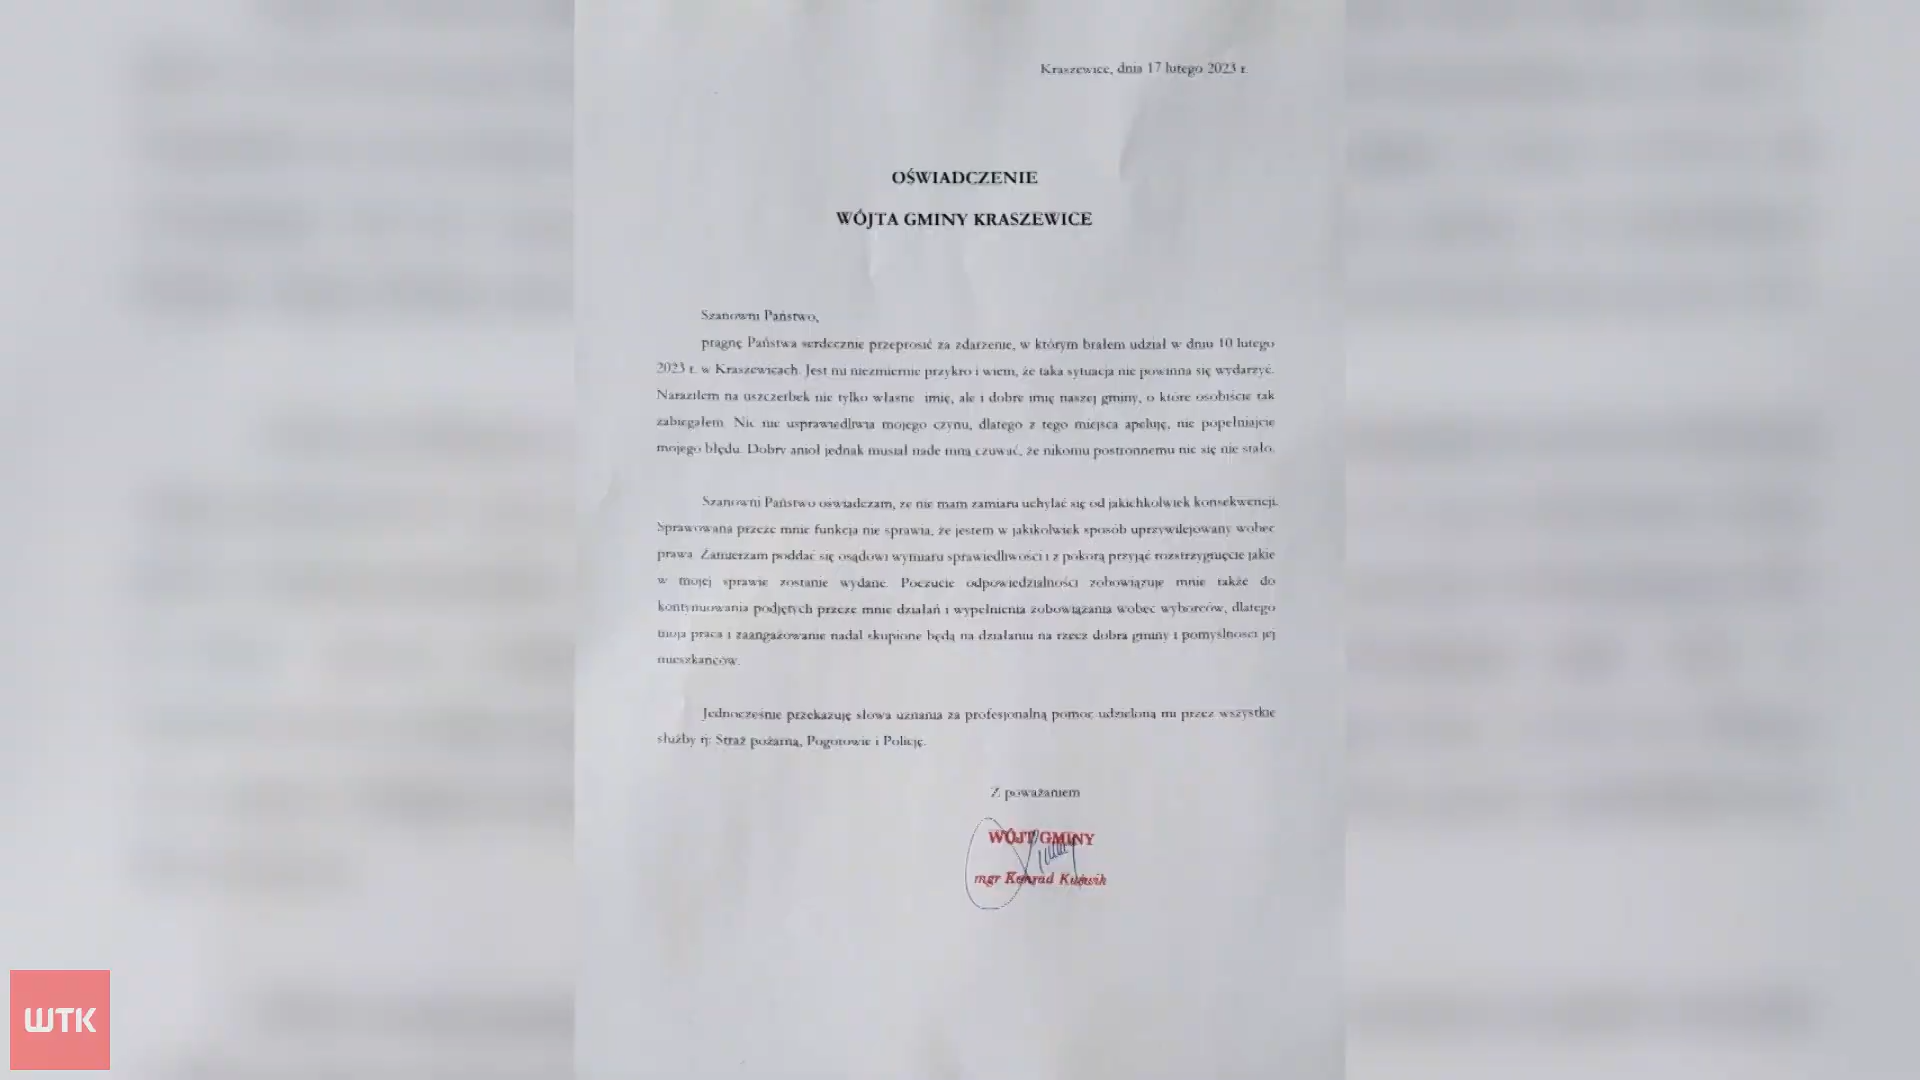 Kraszewice, dnia 17 lutego 2023 r.
OŚWIADCZENIE
WÓJTA GMINY KRASZEWICE
Szanowni Państwo,
pragnę Państwa serdecznie przeprosić za zdarzenie, w którym brałem udział w dniu 10 lutego
2023 r. w Kraszewicach. Jest mi niezmiernie przykro i wiem, że taka sytuacja nie powinna się wydarzyć.
Naraziłem na uszczerbek nie tylko własne imię, ale i dobre imię naszej gminy, o które osobiście tak
zabiegałem. Nic nie usprawiedliwia mojego czynu, dlatego z tego miejsca apeluję, nie popełniajcie
mojego błędu. Dobry anioł jednak musiał nade mną czuwać, że nikomu postronnemu nic się nie stało.
Szanowni Państwo oświadczam, że nie mam zamiaru uchylać się od jakichkolwiek konsekwencji.
Sprawowana przeze mnie funkcja nie sprawia, że jestem w jakikolwiek sposób uprzywilejowany wobec
prawa. Zamierzam poddać się osądowi wymiaru sprawiedliwości i z pokorą przyjąć rozstrzygnięcie jakie
w mojej sprawie zostanie wydane. Poczucie odpowiedzialności zobowiązuje mnie także do
kontynuowania podjętych przeze mnie działań i wypełnienia zobowiązania wobec wyborców, dlatego
moja praca i zaangażowanie nadal skupione będą na działaniu na rzecz dobra gminy i pomyślności jej
mieszkańców.
Jednocześnie przekazuję słowa uznania za profesjonalną pomoc udzieloną mi przez wszystkie
służby tj: Straż pożarną, Pogotowie i Policję.
Z poważaniem
WÓJT GMINY
mgr Konrad Kuświk
WTK